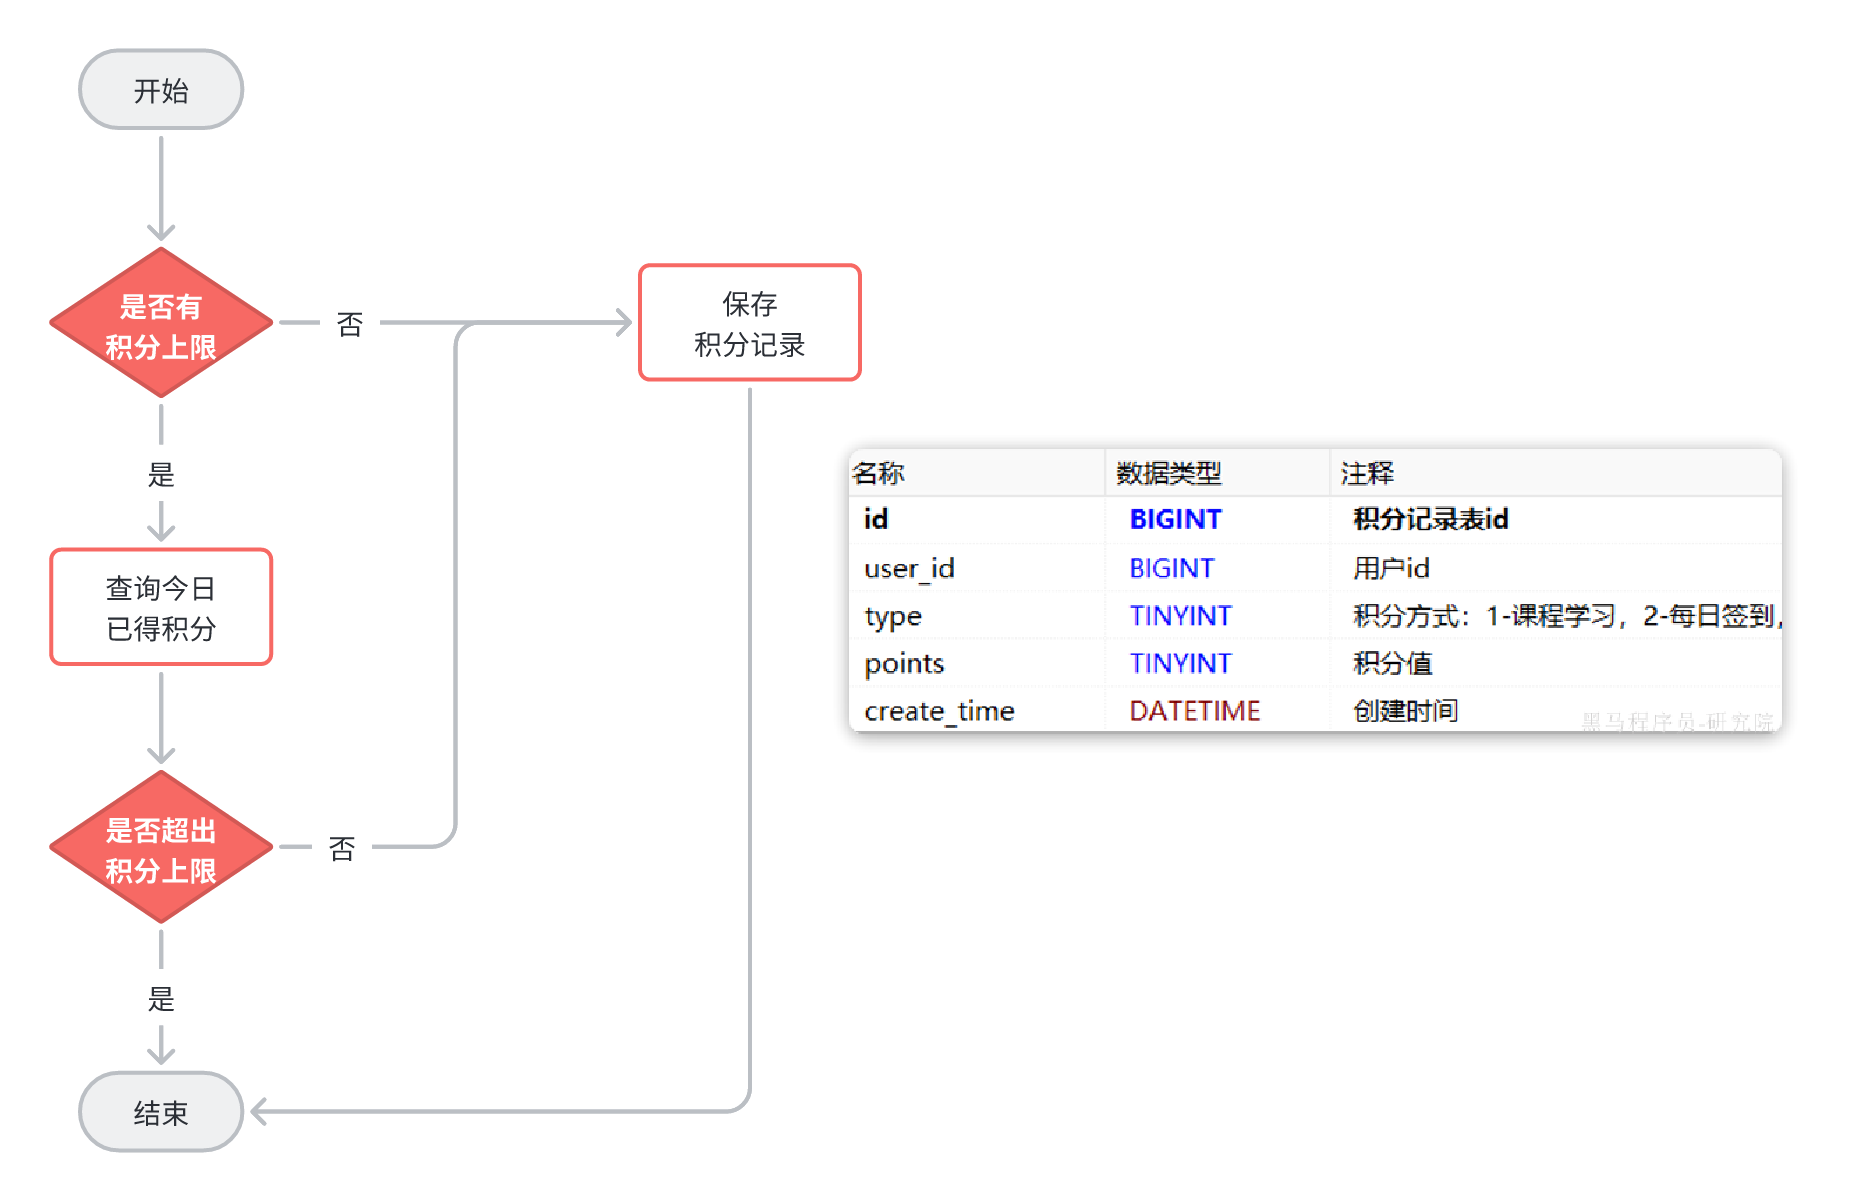 开始
是否有
积分上限
否
保存
积分记录
是
查询今日
已得积分
是否超出
积分上限
否
是
结束
名称 数据类型 注释
id BIGINT 积分记录表id
user_id BIGINT 用户id
type TINYINT 积分方式：1-课程学习，2-每日签到,
points TINYINT 积分值
create_time DATETIME 创建时间
黑马程序员-研究院